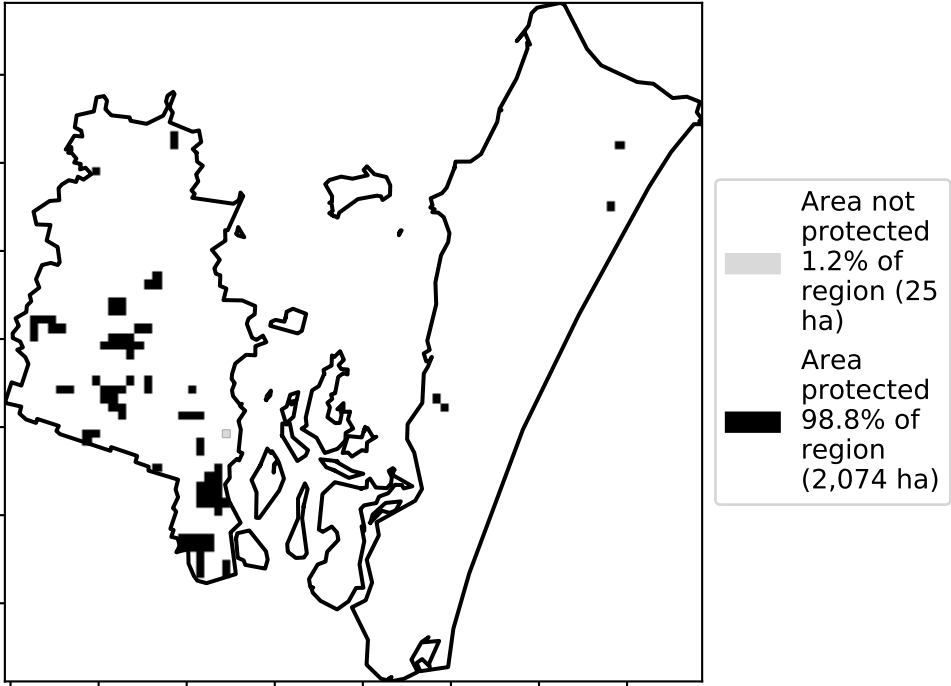 Area not
protected
1.2% of
region (25
ha)
Area
protected
98.8% of
region
(2,074 ha)